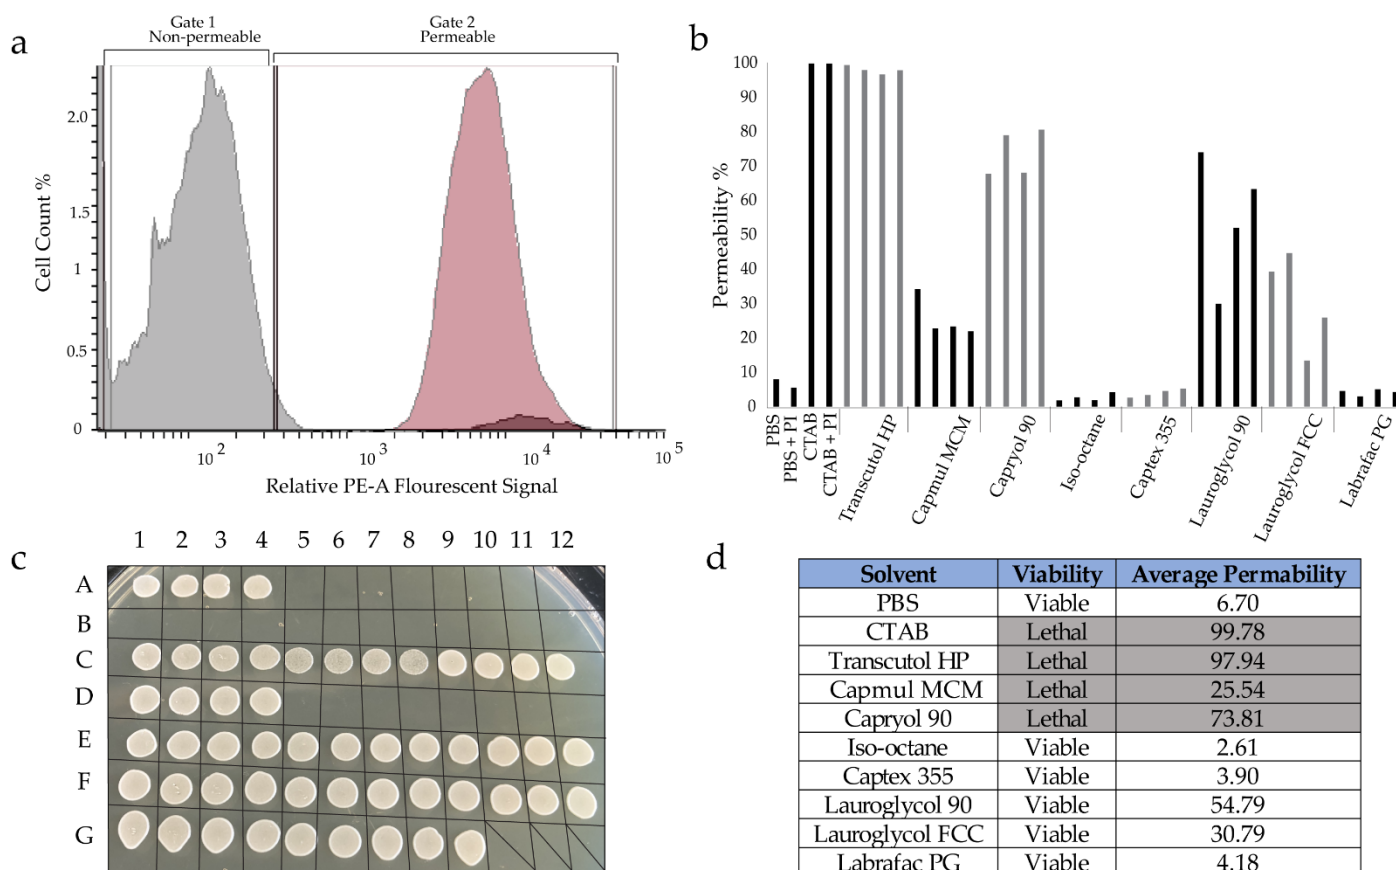 a
Gate 1
Non-permeable
Gate 2
Permeable
Cell Count %
2.0
1.5
1
0.5
0
10 2
10 3
10 4
10 5
Relative PE-A Flourescent Signal
b
Permeability %
100
90
80
70
60
50
40
30
20
10
0
PBS
PBS + PI
CTAB
CTAB + PI
Transcutol HP
Capmul MCM
Capryol 90
Iso-octane
Captex 355
Lauroglycol 90
Lauroglycol FCC
Labrafac PG
c
1 2 3 4 5 6 7 8 9 10 11 12
A
B
C
D
E
F
G
d
Solvent Viability Average Permability
PBS Viable 6.70
CTAB Lethal 99.78
Transcutol HP Lethal 97.94
Capmul MCM Lethal 25.54
Capryol 90 Lethal 73.81
Iso-octane Viable 2.61
Captex 355 Viable 3.90
Lauroglycol 90 Viable 54.79
Lauroglycol FCC Viable 30.79
Labrafac PG Viable 4.18